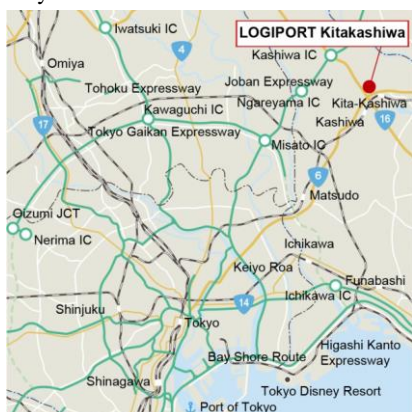 LOGIPORT Kitakashiwa
Iwatsuki IC
4
Kashiwa IC
Omiya
Tohoku Expressway
Joban Expressway
Kawaguchi IC
Ngareyama IC
Kita-Kashiwa
17
Tokyo Gaikan Expressway
Kashiwa
16
Misato IC
6
Matsudo
Oizumi JCT
Nerima IC
Ichikawa
Keiyo Roa
Funabashi
Ichikawa IC
14
Shinjuku
Tokyo
Higashi Kanto
Expressway
Bay Shore Route
Shinagawa
Tokyo Disney Resort
Port of Tokyo